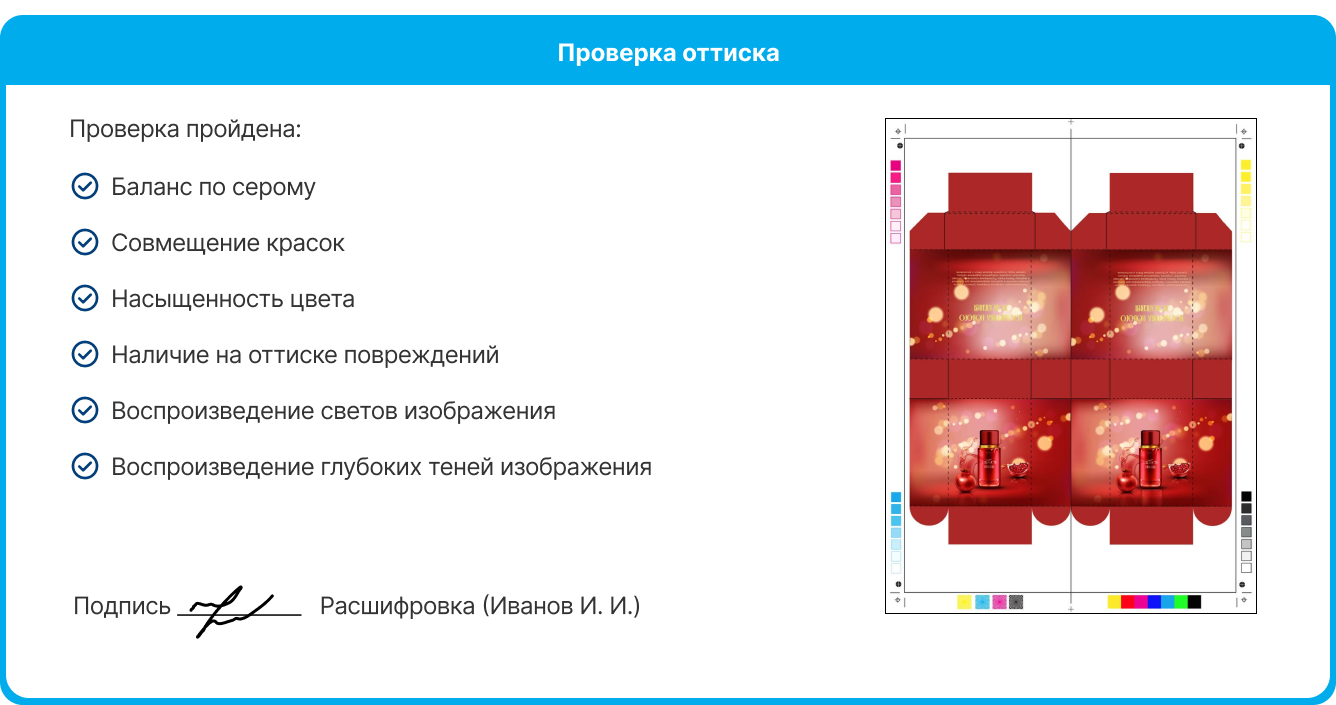 Проверка оттиска
Проверка пройдена:
Баланс по серому
Совмещение красок
Насыщенность цвета
Наличие на оттиске повреждений
Воспроизведение светов изображения
Воспроизведение глубоких теней изображения
Подпись
Расшифровка (Иванов И. И.)